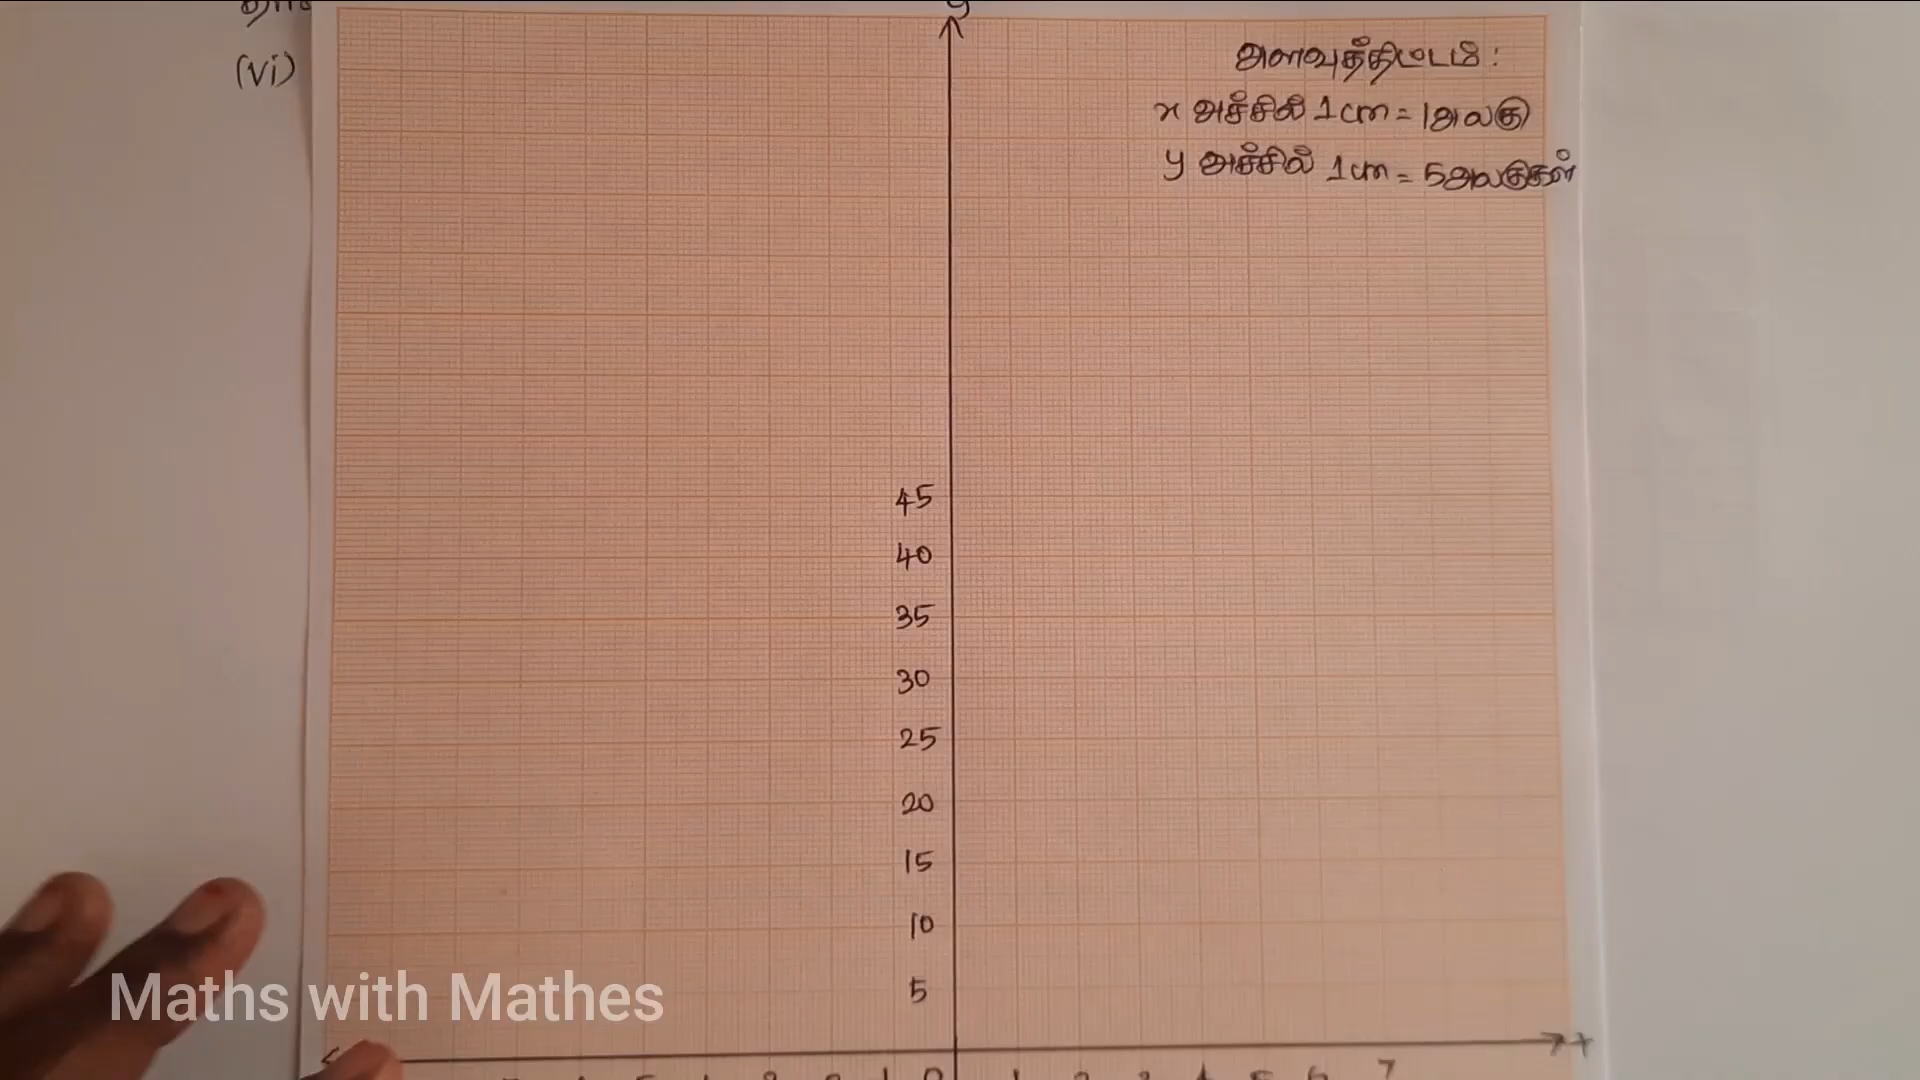 y
(vi)
அளவுத்திட்டம் :
x அச்சில் 1 cm = 1 அலகு
y அச்சில் 1 cm = 5 அலகுகள்
45
40
35
30
25
20
15
10
5
0
7
Maths with Mathes